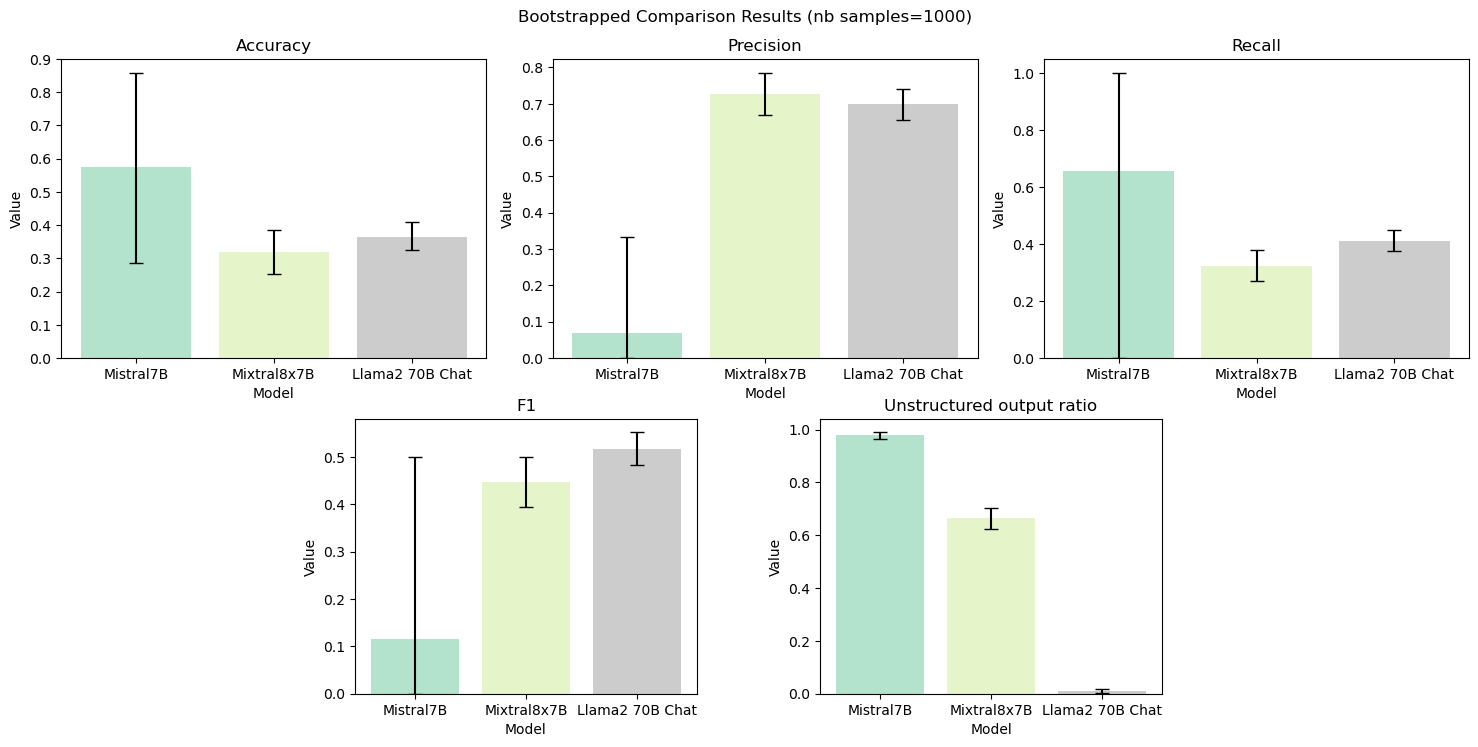 Bootstrapped Comparison Results (nb samples=1000)
Accuracy
Value
0.9
0.8
0.7
0.6
0.5
0.4
0.3
0.2
0.1
0.0
Mistral7B Mixtral8x7B Llama2 70B Chat
Model
Precision
Value
0.8
0.7
0.6
0.5
0.4
0.3
0.2
0.1
0.0
Mistral7B Mixtral8x7B Llama2 70B Chat
Model
Recall
Value
1.0
0.8
0.6
0.4
0.2
0.0
Mistral7B Mixtral8x7B Llama2 70B Chat
Model
F1
Value
0.5
0.4
0.3
0.2
0.1
0.0
Mistral7B Mixtral8x7B Llama2 70B Chat
Model
Unstructured output ratio
Value
1.0
0.8
0.6
0.4
0.2
0.0
Mistral7B Mixtral8x7B Llama2 70B Chat
Model